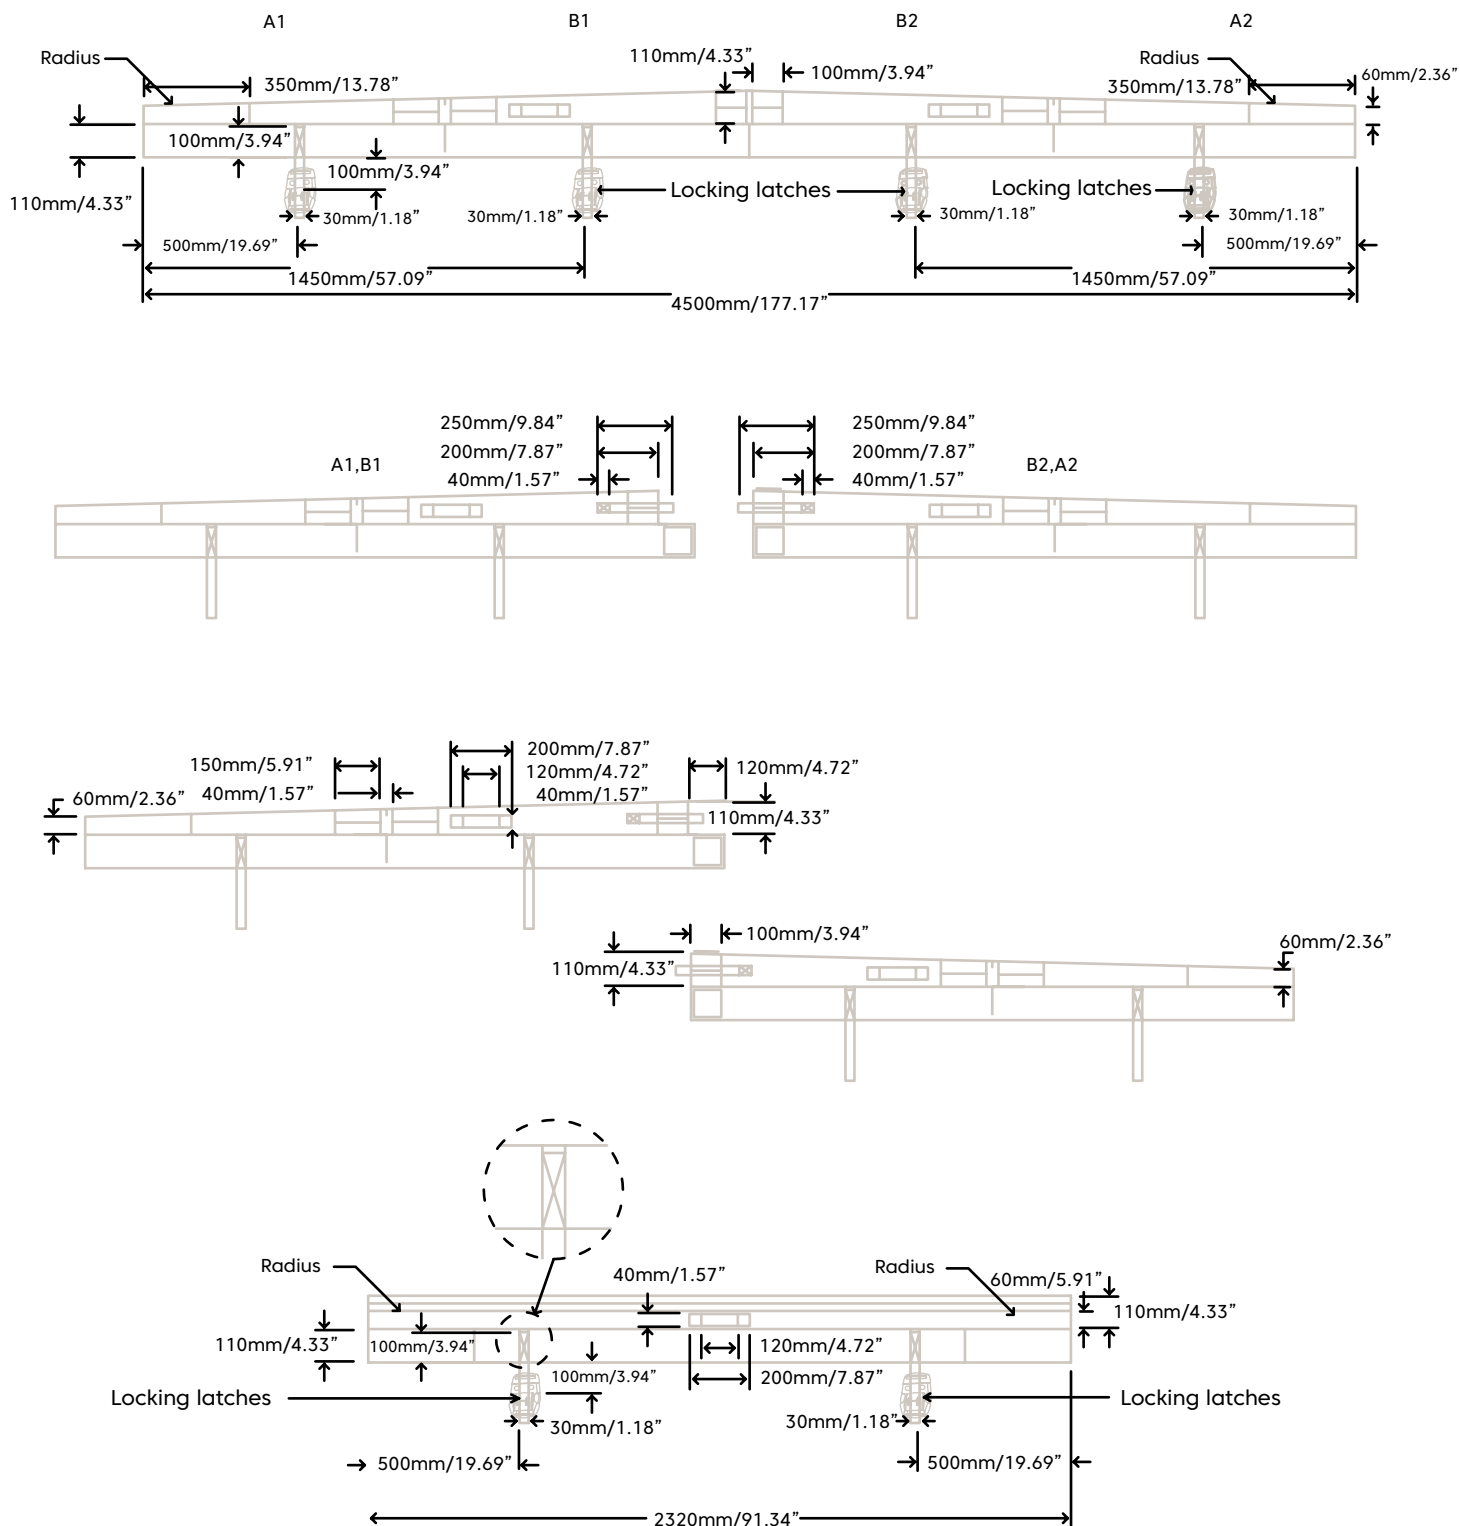 A1 B1 B2 A2
Radius 110mm/4.33” 100mm/3.94” Radius 60mm/2.36”
350mm/13.78” 350mm/13.78”
100mm/3.94”
100mm/3.94”
Locking latches Locking latches
110mm/4.33”
30mm/1.18” 30mm/1.18” 30mm/1.18” 30mm/1.18”
500mm/19.69” 500mm/19.69”
1450mm/57.09” 1450mm/57.09”
4500mm/177.17”
250mm/9.84” 250mm/9.84”
200mm/7.87” 200mm/7.87”
A1,B1 B2,A2
40mm/1.57” 40mm/1.57”
200mm/7.87”
150mm/5.91” 120mm/4.72” 120mm/4.72”
60mm/2.36” 40mm/1.57” 40mm/1.57”
110mm/4.33”
100mm/3.94” 60mm/2.36”
110mm/4.33”
Radius 40mm/1.57” Radius 60mm/5.91”
110mm/4.33”
110mm/4.33” 100mm/3.94” 120mm/4.72”
100mm/3.94” 200mm/7.87”
Locking latches Locking latches
30mm/1.18” 30mm/1.18”
500mm/19.69” 500mm/19.69”
2320mm/91.34”